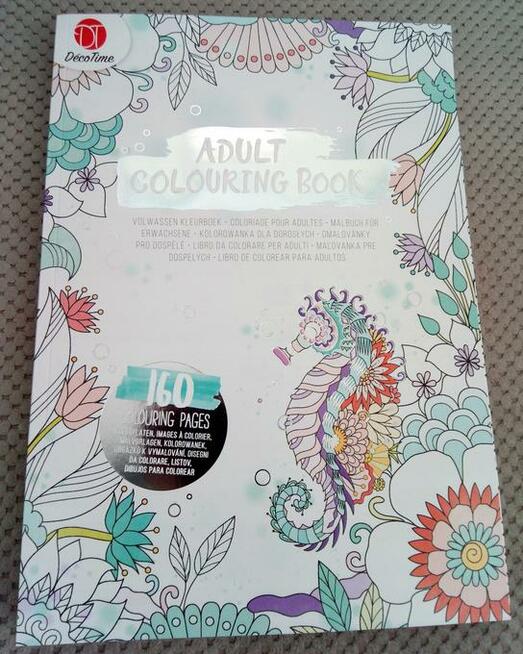 DT
DécoTime
ADULT
COLOURING BOOK
VOLWASSEN KLEURBOEK - COLORIAGE POUR ADULTES - MALBUCH FÜR
ERWACHSENE - KOLOROWANKA DLA DOROSŁYCH - OMALOVÁNKY
PRO DOSPĚLÉ - LIBRO DA COLORARE PER ADULTI - MAĽOVANKA PRE
DOSPELÝCH - LIBRO DE COLOREAR PARA ADULTOS
160
COLOURING PAGES
IMAGES À COLORIER,
MALVORLAGEN, KOLOROWANEK,
OBRÁZKŮ K VYMALOVÁNÍ, DISEGNI
DA COLORARE, LISTOV,
DIBUJOS PARA COLOREAR